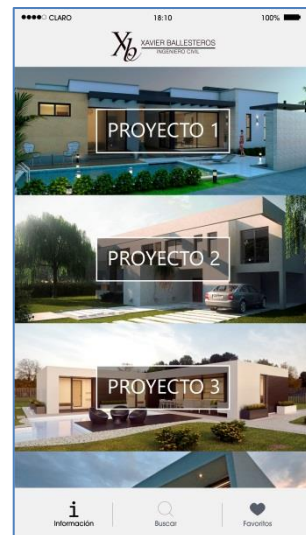 CLARO 18:10 100%
Xb XAVIER BALLESTEROS
INGENIERO CIVIL
PROYECTO 1
PROYECTO 2
PROYECTO 3
i
Información Buscar Favoritos